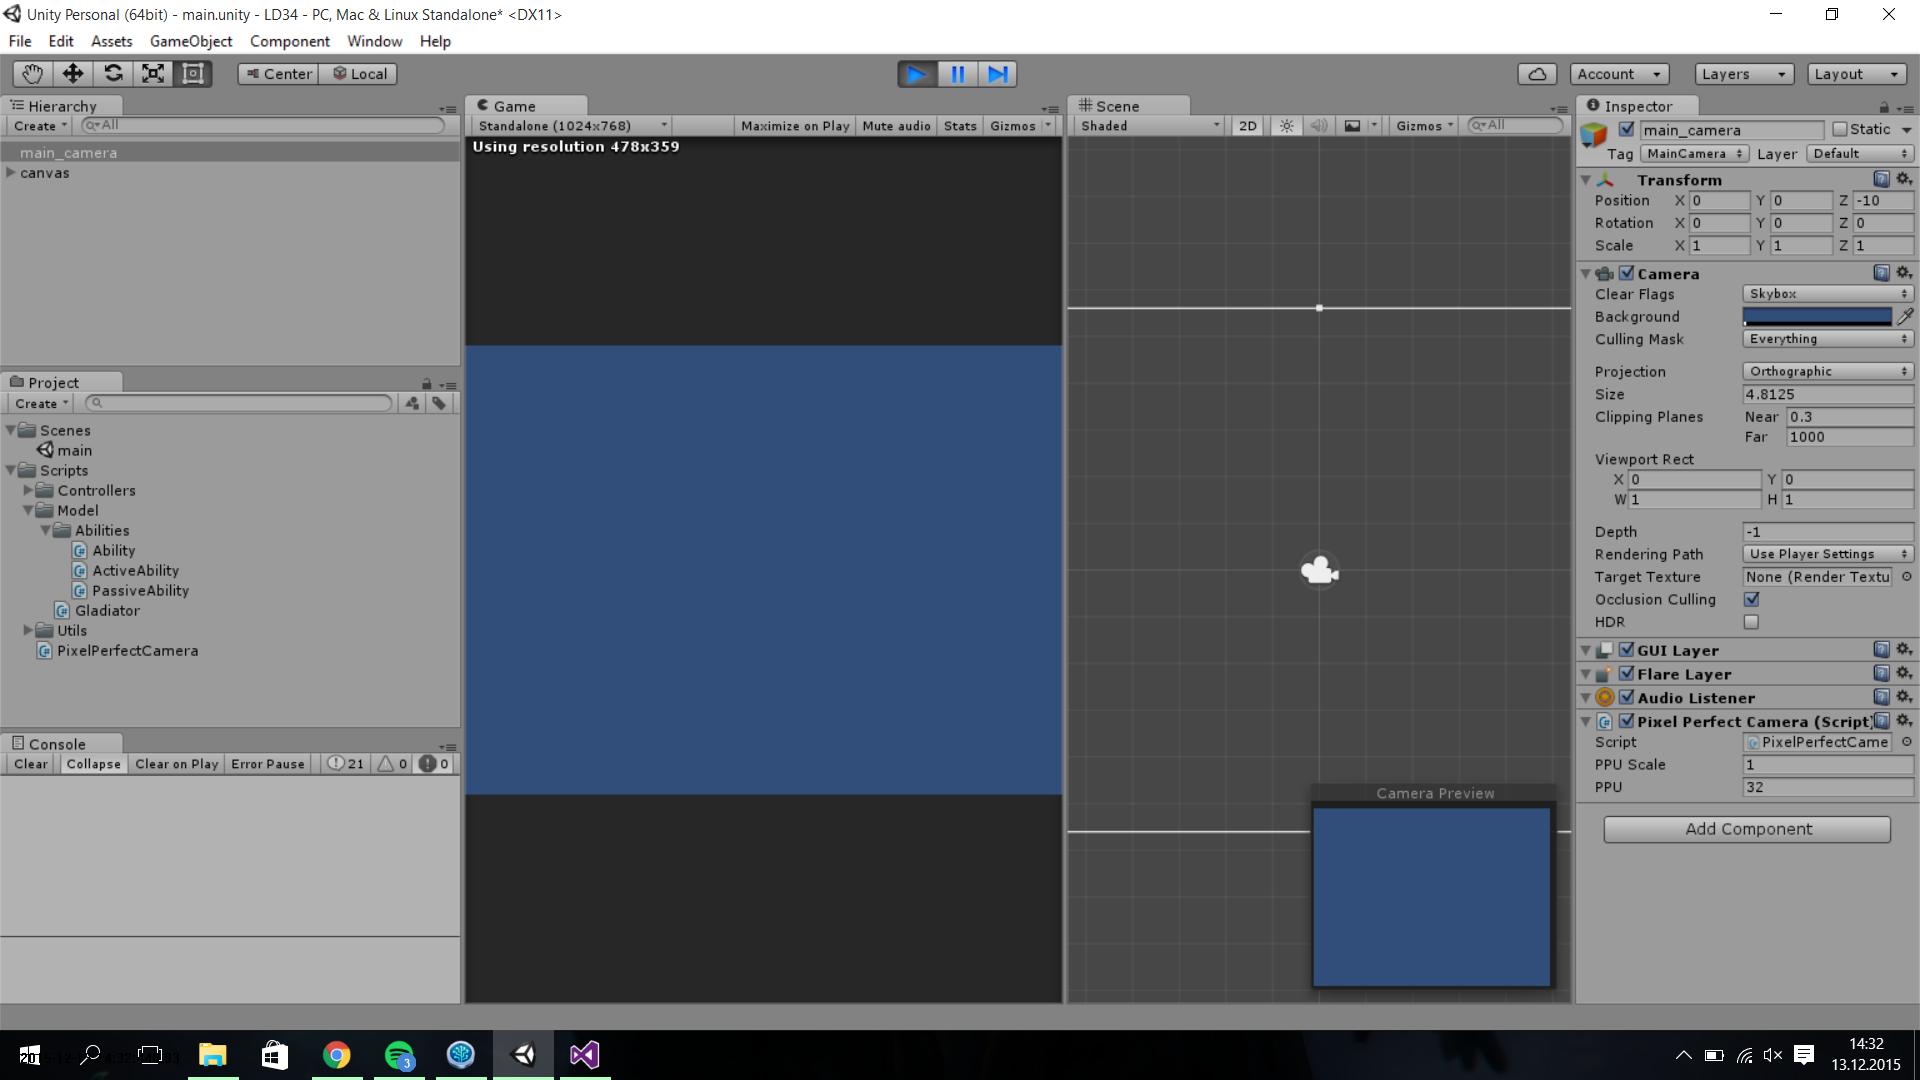 Unity Personal (64bit) - main.unity - LD34 - PC, Mac & Linux Standalone* <DX11>
File Edit Assets GameObject Component Window Help
Center Local Account Layers Layout
Hierarchy
Create All
main_camera
canvas
Project
Create
Scenes
main
Scripts
Controllers
Model
Abilities
Ability
ActiveAbility
PassiveAbility
Gladiator
Utils
PixelPerfectCamera
Console
Clear Collapse Clear on Play Error Pause 21 0 0
Game
Standalone (1024x768) Maximize on Play Mute audio Stats Gizmos
Using resolution 478x359
Scene
Shaded 2D Gizmos All
Camera Preview
Inspector
main_camera Static
Tag MainCamera Layer Default
Transform
Position X 0 Y 0 Z -10
Rotation X 0 Y 0 Z 0
Scale X 1 Y 1 Z 1
Camera
Clear Flags Skybox
Background
Culling Mask Everything
Projection Orthographic
Size 4.8125
Clipping Planes Near 0.3
Far 1000
Viewport Rect
X 0 Y 0
W 1 H 1
Depth -1
Rendering Path Use Player Settings
Target Texture None (Render Textu
Occlusion Culling
HDR
GUI Layer
Flare Layer
Audio Listener
Pixel Perfect Camera (Script)
Script PixelPerfectCame
PPU Scale 1
PPU 32
Add Component
3
14:32
13.12.2015